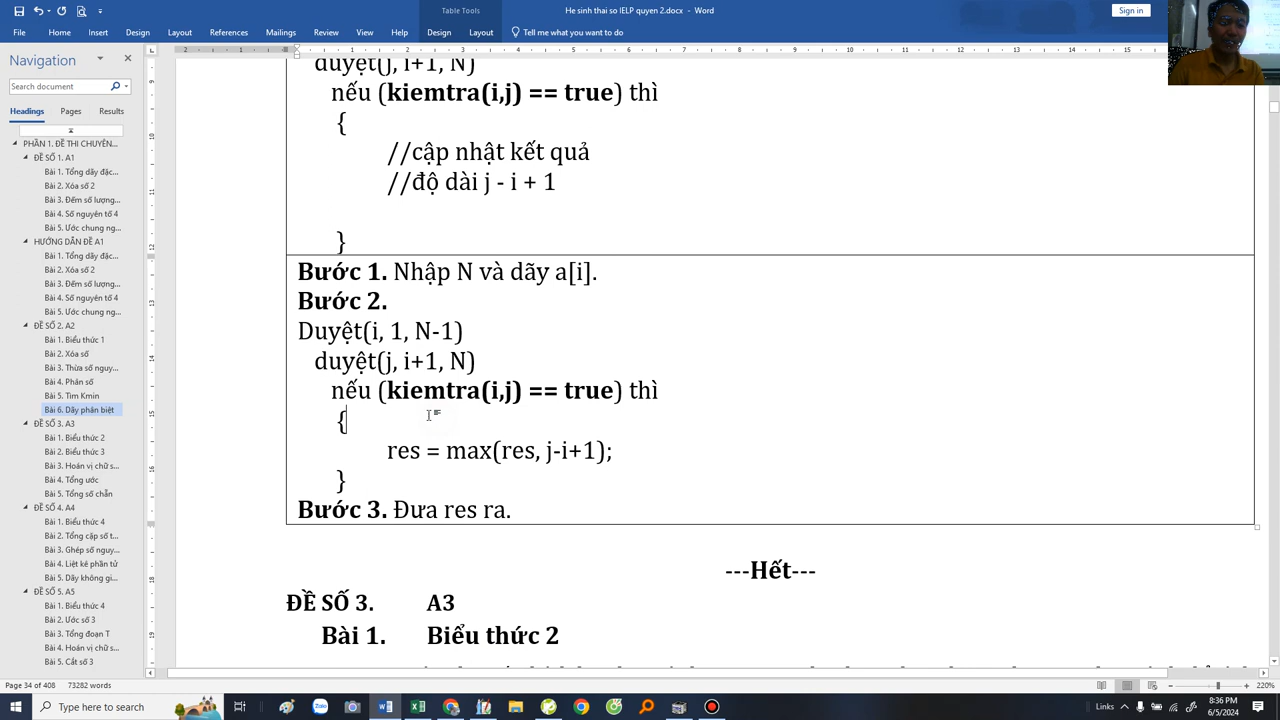 Table Tools
He sinh thai so IELP quyen 2.docx - Word
Sign in
File Home Insert Design Layout References Mailings Review View Help Design Layout Tell me what you want to do
Navigation
Search document
Headings Pages Results
PHẦN 1. ĐỀ THI CHUYÊN...
ĐỀ SỐ 1. A1
Bài 1. Tổng dãy đặc...
Bài 2. Xóa số 2
Bài 3. Đếm số lượng...
Bài 4. Số nguyên tố 4
Bài 5. Ước chung ng...
HƯỚNG DẪN ĐỀ A1
Bài 1. Tổng dãy đặc...
Bài 2. Xóa số 2
Bài 3. Đếm số lượng...
Bài 4. Số nguyên tố 4
Bài 5. Ước chung ng...
ĐỀ SỐ 2. A2
Bài 1. Biểu thức 1
Bài 2. Xóa số
Bài 3. Thừa số nguy...
Bài 4. Phân số
Bài 5. Tìm Kmin
Bài 6. Dãy phân biệt
ĐỀ SỐ 3. A3
Bài 1. Biểu thức 2
Bài 2. Biểu thức 3
Bài 3. Hoán vị chữ s...
Bài 4. Tổng ước
Bài 5. Tổng số chẵn
ĐỀ SỐ 4. A4
Bài 1. Biểu thức 4
Bài 2. Tổng cặp số t...
Bài 3. Ghép số nguy...
Bài 4. Liệt kê phần tử
Bài 5. Dãy không gi...
ĐỀ SỐ 5. A5
Bài 1. Biểu thức 4
Bài 2. Ước số 3
Bài 3. Tổng đoạn T
Bài 4. Hoán vị chữ s...
Bài 5. Cắt số 3
duyệt(j, i+1, N)
nếu (kiemtra(i,j) == true) thì
{
//cập nhật kết quả
//độ dài j - i + 1
}
Bước 1. Nhập N và dãy a[i].
Bước 2.
Duyệt(i, 1, N-1)
duyệt(j, i+1, N)
nếu (kiemtra(i,j) == true) thì
{
res = max(res, j-i+1);
}
Bước 3. Đưa res ra.
---Hết---
ĐỀ SỐ 3. A3
Bài 1. Biểu thức 2
Page 34 of 408 73282 words
220%
Type here to search
8:36 PM
6/5/2024